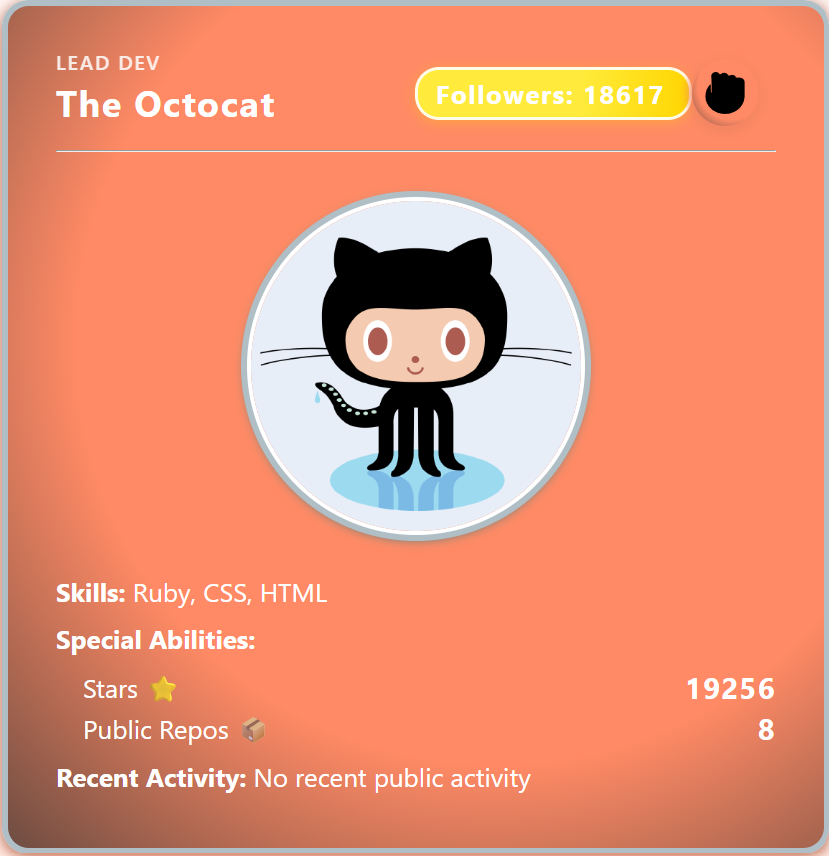 LEAD DEV
The Octocat
Followers: 18617
Skills: Ruby, CSS, HTML
Special Abilities:
Stars ⭐ 19256
Public Repos 📦 8
Recent Activity: No recent public activity